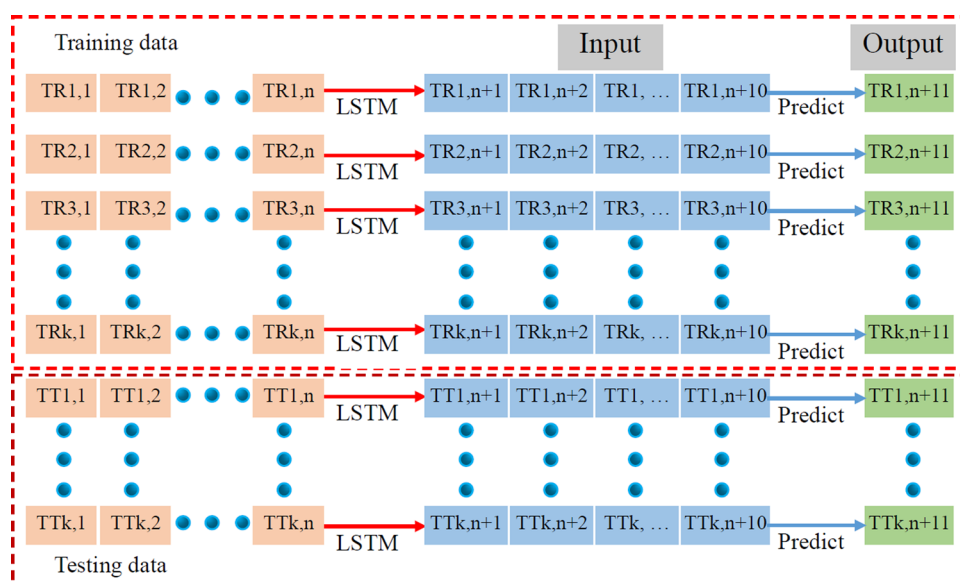 Training data
Input
Output
TR1,1 TR1,2 TR1,n LSTM TR1,n+1 TR1,n+2 TR1, … TR1,n+10 Predict TR1,n+11
TR2,1 TR2,2 TR2,n LSTM TR2,n+1 TR2,n+2 TR2, … TR2,n+10 Predict TR2,n+11
TR3,1 TR3,2 TR3,n LSTM TR3,n+1 TR3,n+2 TR3, … TR3,n+10 Predict TR3,n+11
TRk,1 TRk,2 TRk,n LSTM TRk,n+1 TRk,n+2 TRk, … TRk,n+10 Predict TRk,n+11
TT1,1 TT1,2 TT1,n LSTM TT1,n+1 TT1,n+2 TT1, … TT1,n+10 Predict TT1,n+11
TTk,1 TTk,2 TTk,n LSTM TTk,n+1 TTk,n+2 TTk, … TTk,n+10 Predict TTk,n+11
Testing data